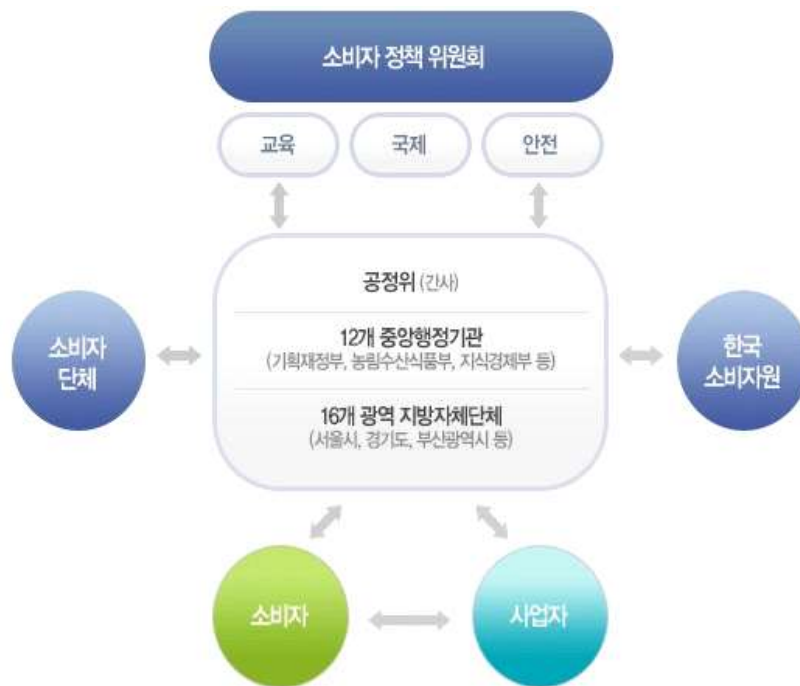 소비자 정책 위원회
교육
국제
안전
공정위 (간사)
12개 중앙행정기관
(기획재정부, 농림수산식품부, 지식경제부 등)
16개 광역 지방자체단체
(서울시, 경기도, 부산광역시 등)
소비자
단체
한국
소비자원
소비자
사업자